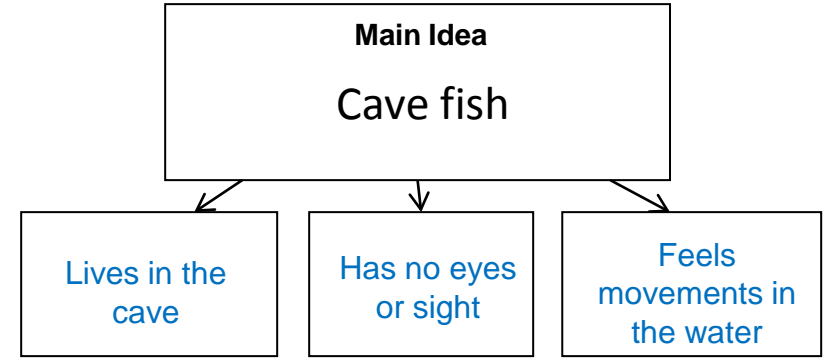 Main Idea
Cave fish
Lives in the
cave
Has no eyes
or sight
Feels
movements in
the water